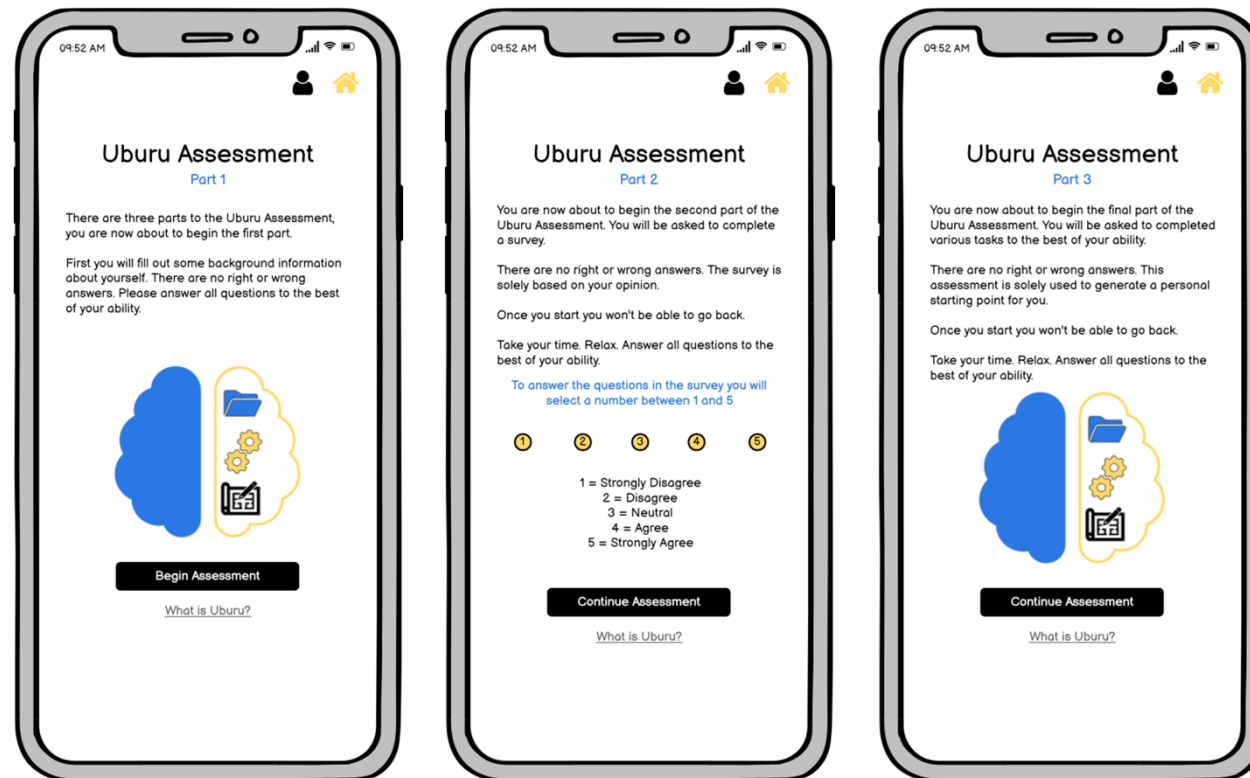 09:52 AM
Uburu Assessment
Part 1
There are three parts to the Uburu Assessment,
you are now about to begin the first part.
First you will fill out some background information
about yourself. There are no right or wrong
answers. Please answer all questions to the best
of your ability.
Begin Assessment
What is Uburu?
09:52 AM
Uburu Assessment
Part 2
You are now about to begin the second part of the
Uburu Assessment. You will be asked to complete
a survey.
There are no right or wrong answers. The survey is
solely based on your opinion.
Once you start you won't be able to go back.
Take your time. Relax. Answer all questions to the
best of your ability.
To answer the questions in the survey you will
select a number between 1 and 5
1 2 3 4 5
1 = Strongly Disagree
2 = Disagree
3 = Neutral
4 = Agree
5 = Strongly Agree
Continue Assessment
What is Uburu?
09:52 AM
Uburu Assessment
Part 3
You are now about to begin the final part of the
Uburu Assessment. You will be asked to completed
various tasks to the best of your ability.
There are no right or wrong answers. This
assessment is solely used to generate a personal
starting point for you.
Once you start you won't be able to go back.
Take your time. Relax. Answer all questions to the
best of your ability.
Continue Assessment
What is Uburu?